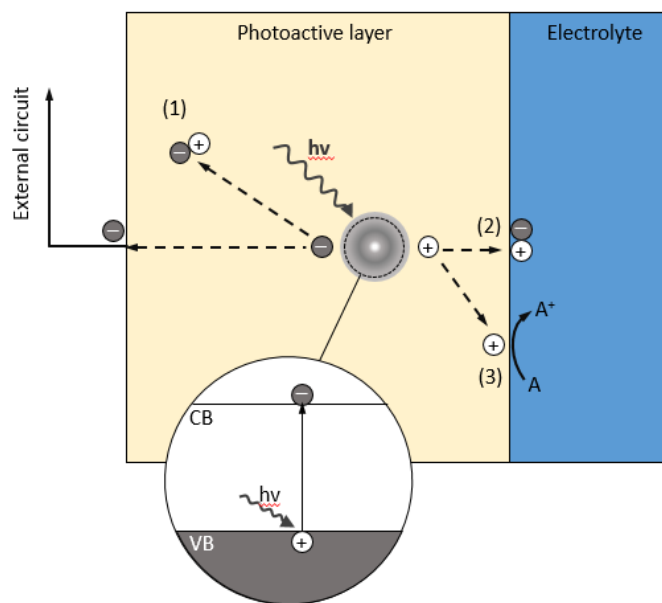 Photoactive layer
Electrolyte
External circuit
(1)
hv
(2)
(3)
A⁺
A
CB
hv
VB